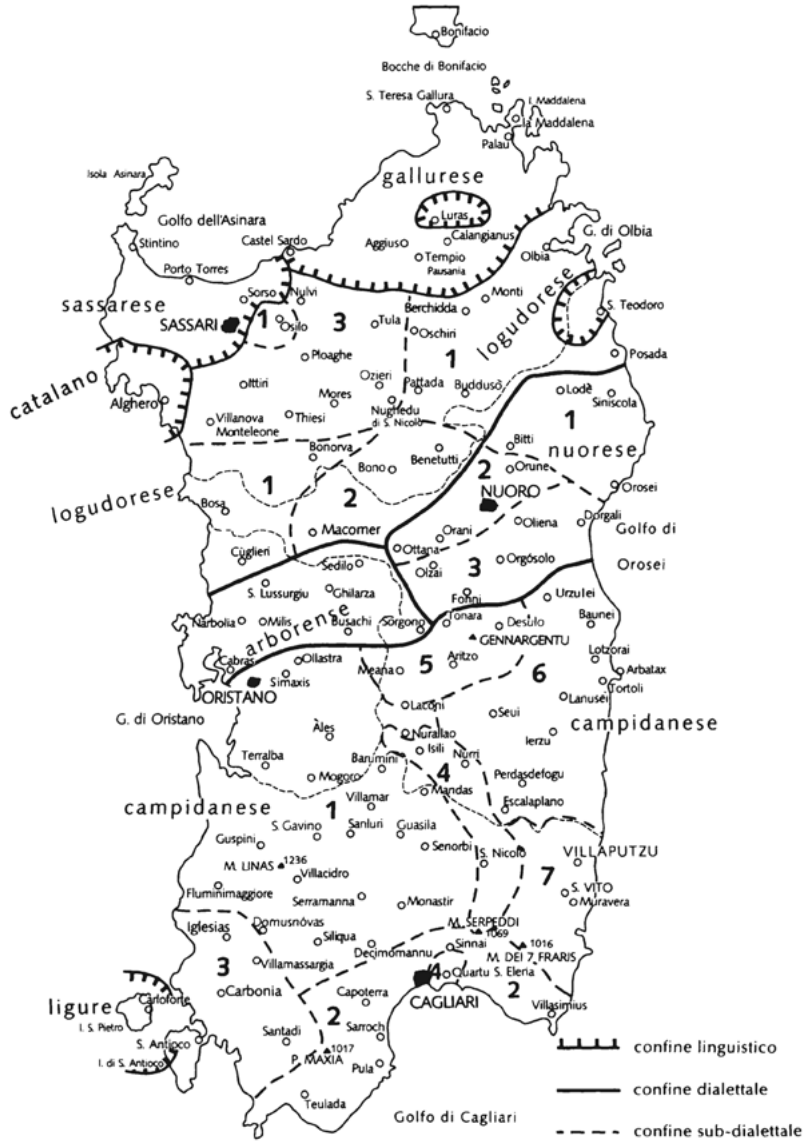 Bonifacio
Bocche di Bonifacio
S. Teresa Gallura
I. Maddalena
la Maddalena
Palau
Isola Asinara
gallurese
Luras
Golfo dell'Asinara
G. di Olbia
Stintino
Castel Sardo
Aggius
Calangianus
Olbia
Tempio
Pausania
Porto Torres
Monti
sassarese
Sorso
Nulvi
Berchidda
logudorese
S. Teodoro
SASSARI
1
Osilo
3
Tula
Oschiri
1
Ploaghe
Posada
catalano
Ittiri
Ozieri
Pattada
Buddusò
Lodè
Alghero
Mores
Siniscola
Nughedu
di S. Nicolò
Villanova
Monteleone
Thiesi
1
Bitti
nuorese
Bonorva
Benetutti
Bono
2
Orune
logudorese
1
2
NUORO
Orosei
Bosa
Macomer
Orani
Oliena
Dorgali
Golfo di
Orosei
Cùglieri
Ottana
Sedilo
Olzai
3
Orgósolo
S. Lussurgiu
Ghilarza
Fonni
Urzulei
Narbolia
Milis
arborense
Busachi
Sorgono
Tonara
Desulo
Baunei
GENNARGENTU
Cabras
Ollastra
5
Aritzo
Lotzorai
Simaxis
Meana
6
Arbatax
ORISTANO
Tortoli
Lanusei
Laconi
Seui
G. di Oristano
campidanese
Àles
Nurallao
Ierzu
Isili
Terralba
Barumini
Nurri
4
Mogoro
Perdasdefogu
Mandas
campidanese
1
Villamar
Escalaplano
S. Gavino
Sanluri
Guasila
Guspini
Senorbi
S. Nicolo
VILLAPUTZU
M. LINAS
1236
Villacidro
7
Fluminimaggiore
S. VITO
Serramanna
Monastir
Muravera
M. SERPEDDI
Domusnóvas
1069
Iglesias
Siliqua
Sinnai
1016
Decimomannu
M. DEI 7 FRARIS
3
Villamassargia
4
Quartu S. Eleria
2
Carbonia
Capoterra
CAGLIARI
ligure
Carloforte
2
Villasimius
I. S. Pietro
Sarroch
S. Antioco
Santadi
confine linguistico
1017
P. MAXIA
I. di S. Antioco
Pula
confine dialettale
Teulada
Golfo di Cagliari
confine sub-dialettale